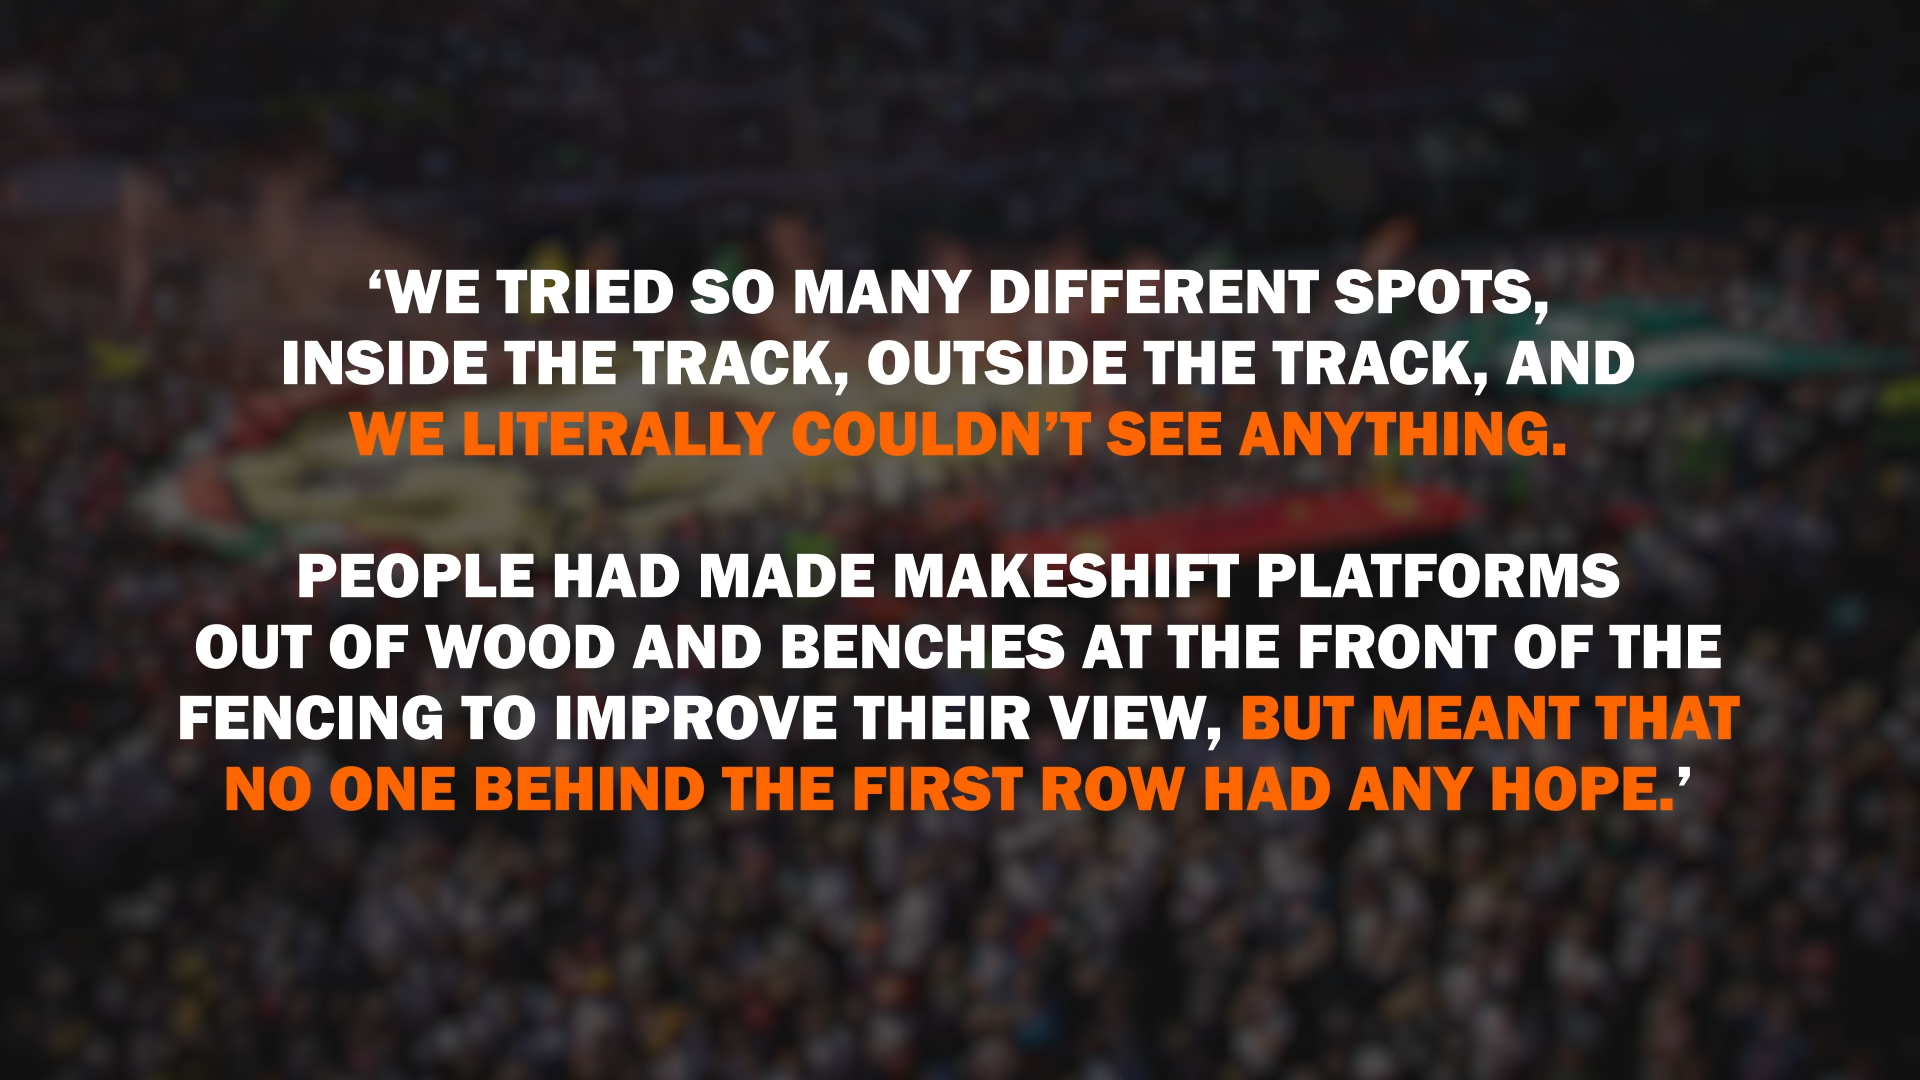 ‘WE TRIED SO MANY DIFFERENT SPOTS,
INSIDE THE TRACK, OUTSIDE THE TRACK, AND
WE LITERALLY COULDN’T SEE ANYTHING.
PEOPLE HAD MADE MAKESHIFT PLATFORMS
OUT OF WOOD AND BENCHES AT THE FRONT OF THE
FENCING TO IMPROVE THEIR VIEW, BUT MEANT THAT
NO ONE BEHIND THE FIRST ROW HAD ANY HOPE.’